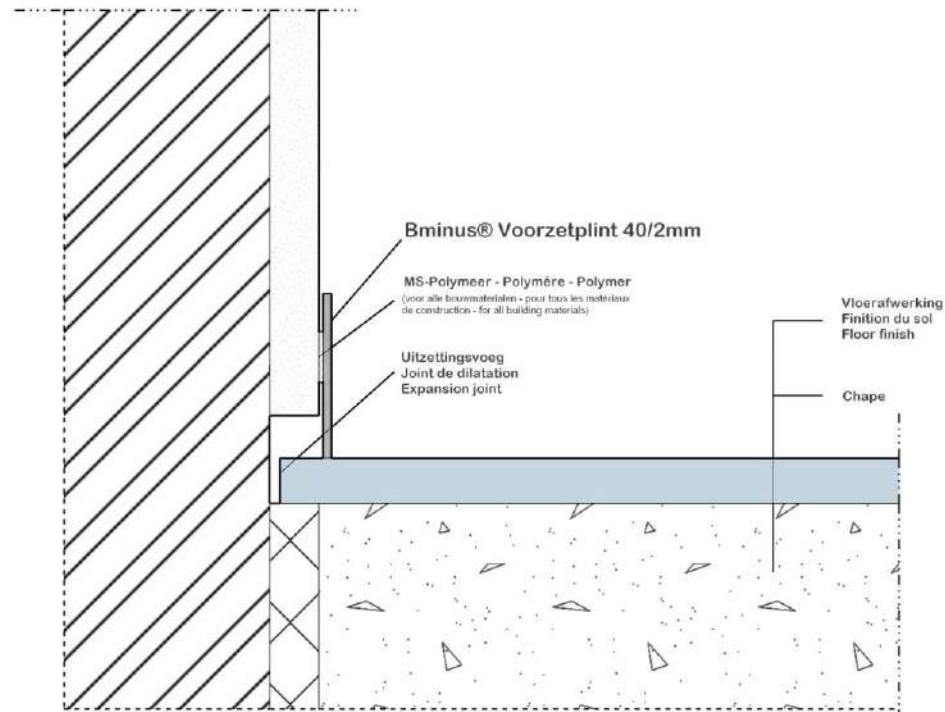 Bminus® Voorzetplint 40/2mm
MS-Polymeer - Polymére - Polymer
(voor alle bouwmaterialen - pour tous les matériaux
de construction - for all building materials)
Uitzettingsvoeg
Joint de dilatation
Expansion joint
Vloerafwerking
Finition du sol
Floor finish
Chape